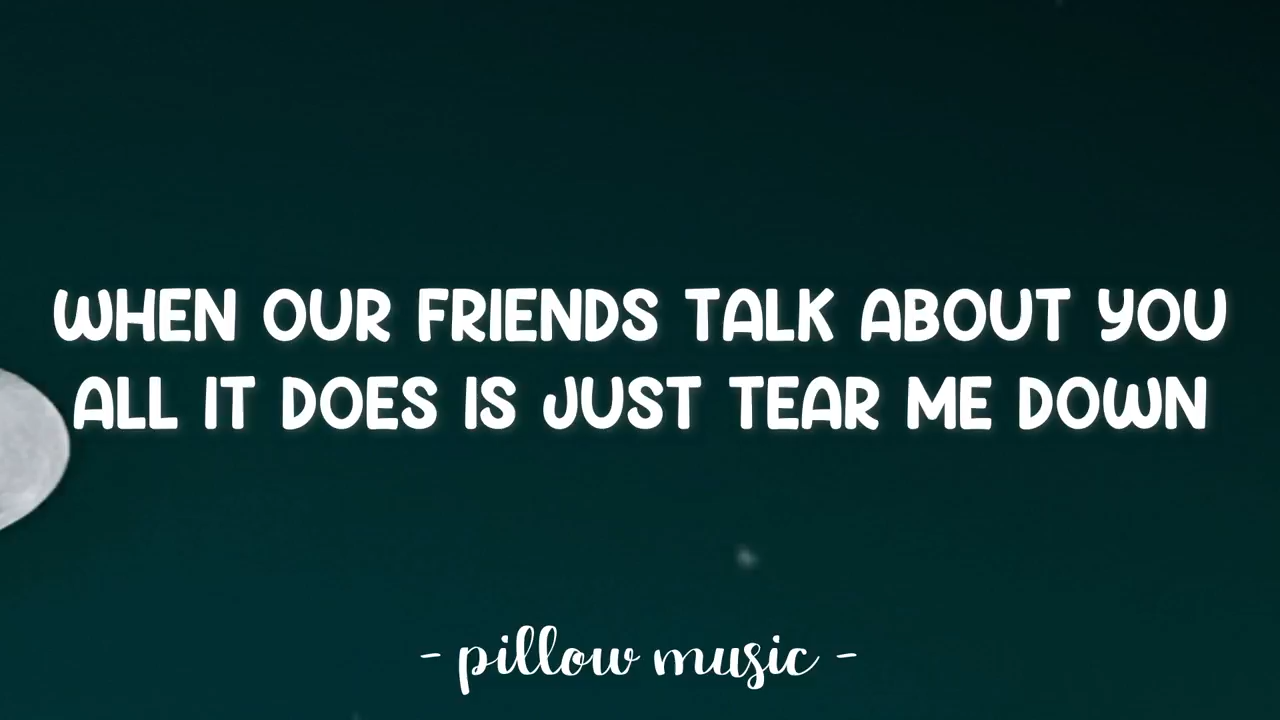 WHEN OUR FRIENDS TALK ABOUT YOU
ALL IT DOES IS JUST TEAR ME DOWN
- pillow music -